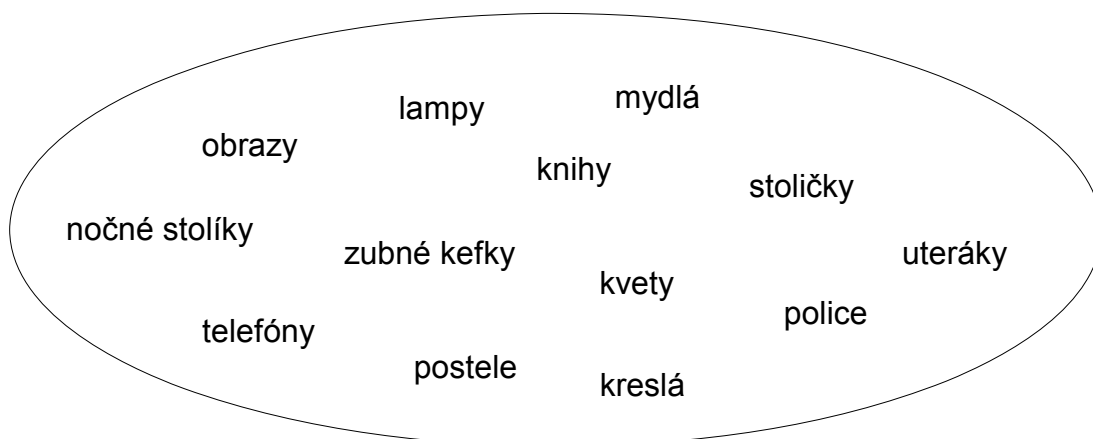 mydlá
lampy
obrazy
knihy
stoličky
nočné stolíky
zubné kefky
uteráky
kvety
police
telefóny
postele
kreslá